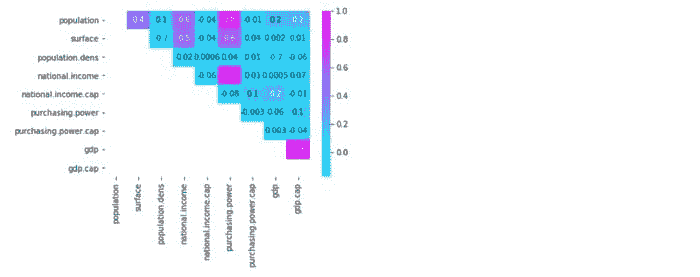 population 0.4 0.1 -0.04 -0.01 0.2
surface -0.04 0.04 0.002 0.01
population.dens 0.02 0.0006 0.04 0.01 -0.06
national.income -0.06 0.01 0.0005 0.07
national.income.cap -0.08 0.1 -0.01
purchasing.power -0.003 0.06 0.1
purchasing.power.cap 0.003 -0.04
gdp
gdp.cap
population
surface
population.dens
national.income
national.income.cap
purchasing.power
purchasing.power.cap
gdp
gdp.cap
1.0
0.8
0.6
0.4
0.2
0.0